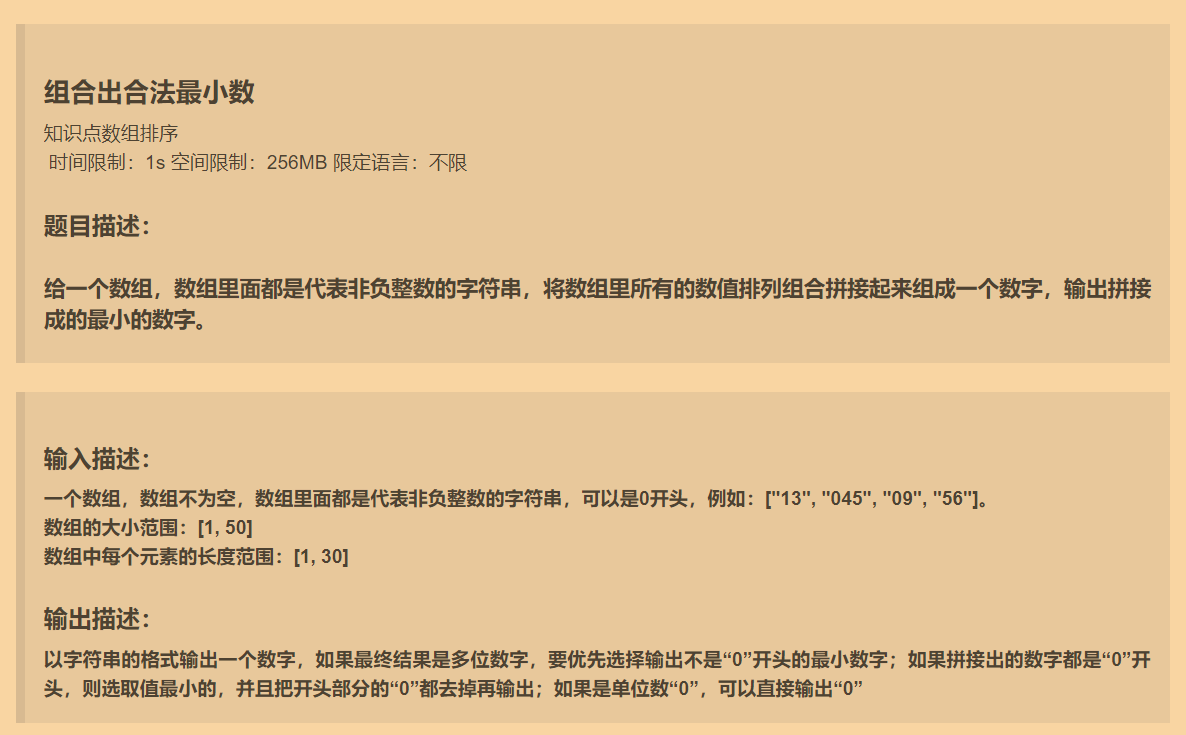 组合出合法最小数
知识点数组排序
时间限制：1s 空间限制：256MB 限定语言：不限
题目描述：
给一个数组，数组里面都是代表非负整数的字符串，将数组里所有的数值排列组合拼接起来组成一个数字，输出拼接
成的最小的数字。
输入描述：
一个数组，数组不为空，数组里面都是代表非负整数的字符串，可以是0开头，例如：["13", "045", "09", "56"]。
数组的大小范围：[1, 50]
数组中每个元素的长度范围：[1, 30]
输出描述：
以字符串的格式输出一个数字，如果最终结果是多位数字，要优先选择输出不是“0”开头的最小数字；如果拼接出的数字都是“0”开
头，则选取值最小的，并且把开头部分的“0”都去掉再输出；如果是单位数“0”，可以直接输出“0”